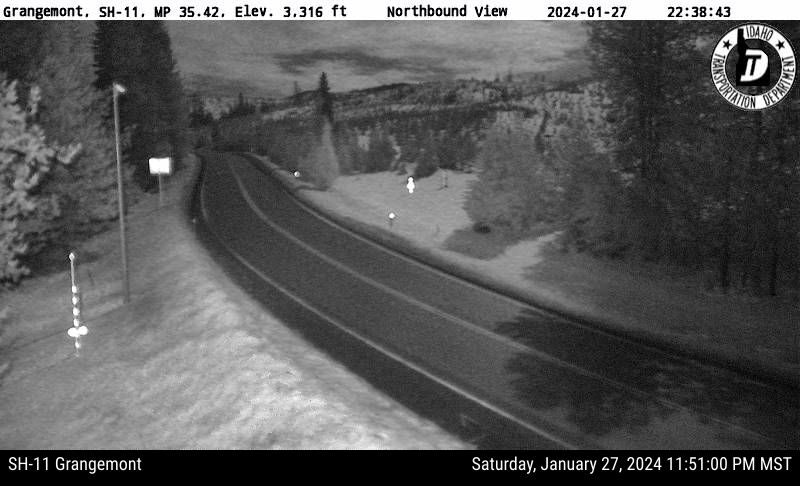 Grangemont, SH-11, MP 35.42, Elev. 3,316 ft Northbound View 2024-01-27 22:38:43
IDAHO
TRANSPORTATION DEPARTMENT
SH-11 Grangemont Saturday, January 27, 2024 11:51:00 PM MST